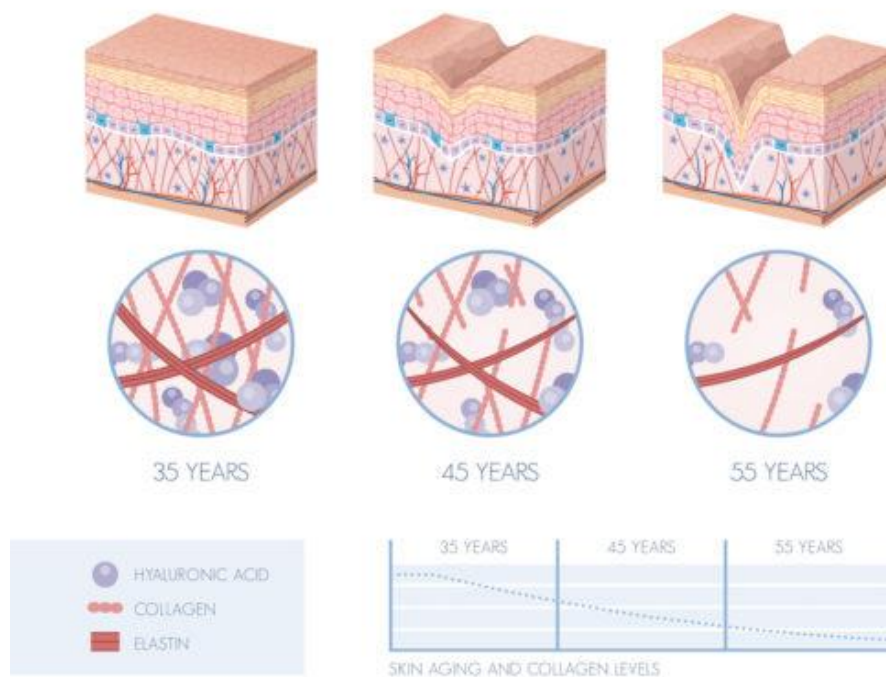 35 YEARS
45 YEARS
55 YEARS
HYALURONIC ACID
COLLAGEN
ELASTIN
35 YEARS
45 YEARS
55 YEARS
SKIN AGING AND COLLAGEN LEVELS